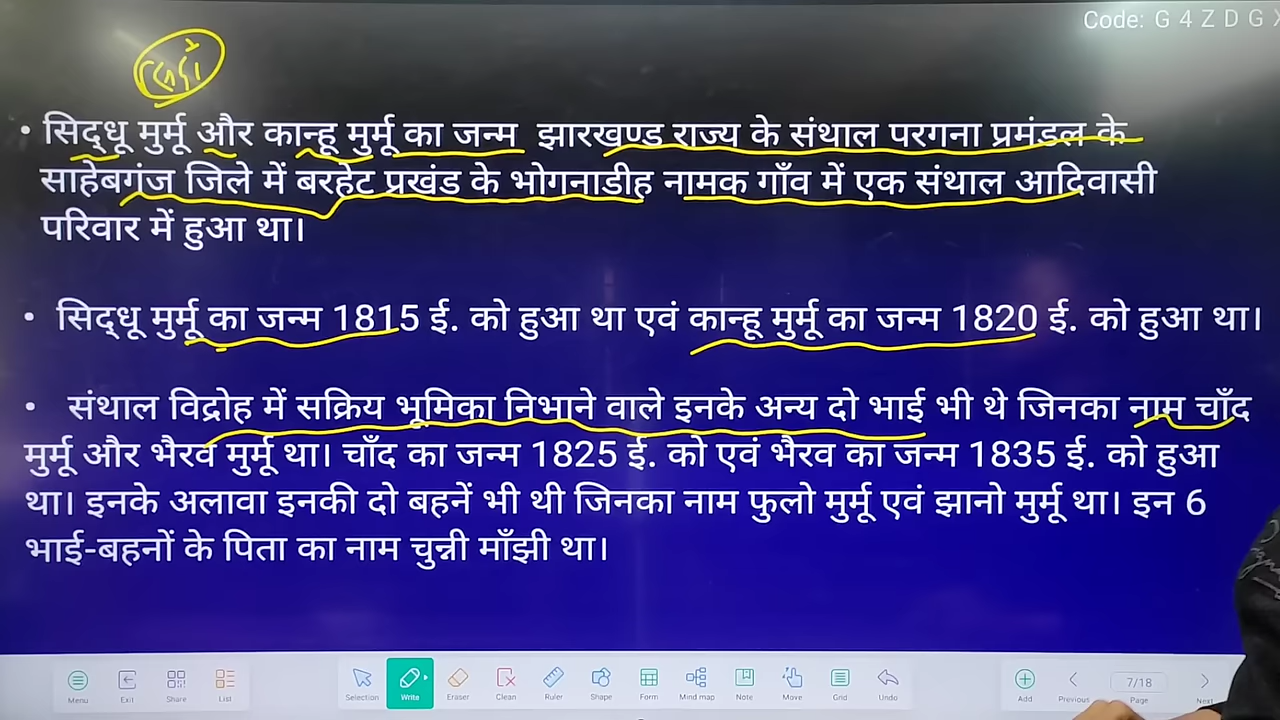 Code: G 4 Z D G
• सिद्धू मुर्मू और कान्हू मुर्मू का जन्म झारखण्ड राज्य के संथाल परगना प्रमंडल के
साहेबगंज जिले में बरहेट प्रखंड के भोगनाडीह नामक गाँव में एक संथाल आदिवासी
परिवार में हुआ था।
• सिद्धू मुर्मू का जन्म 1815 ई. को हुआ था एवं कान्हू मुर्मू का जन्म 1820 ई. को हुआ था।
• संथाल विद्रोह में सक्रिय भूमिका निभाने वाले इनके अन्य दो भाई भी थे जिनका नाम चाँद
मुर्मू और भैरव मुर्मू था। चाँद का जन्म 1825 ई. को एवं भैरव का जन्म 1835 ई. को हुआ
था। इनके अलावा इनकी दो बहनें भी थी जिनका नाम फुलो मुर्मू एवं झानो मुर्मू था। इन 6
भाई-बहनों के पिता का नाम चुन्नी माँझी था।
Menu Exit Share List Selection Write Eraser Clean Ruler Shape Form Mind map Note Move Grid Undo Add Previous 7/18 Page Next